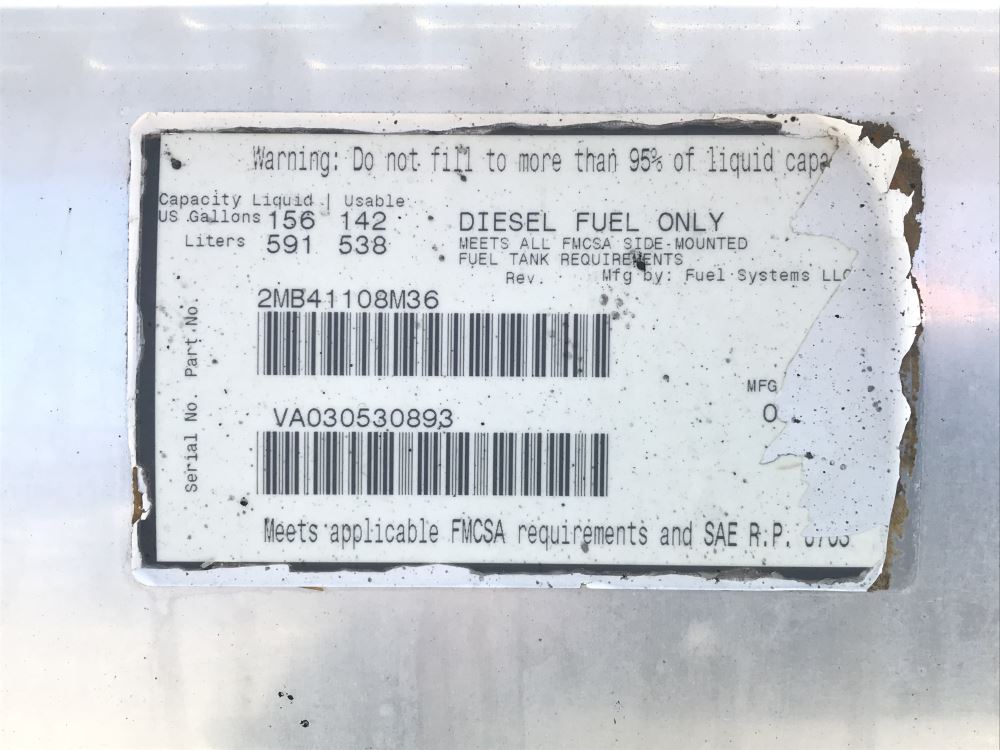 Warning: Do not fill to more than 95% of liquid capa
Capacity Liquid | Usable
US Gallons 156 142
Liters 591 538
DIESEL FUEL ONLY
MEETS ALL FMCSA SIDE-MOUNTED
FUEL TANK REQUIREMENTS
Rev. Mfg by: Fuel Systems LLC
Part No.
2MB41108M36
MFG
0
Serial No.
VA030530893
Meets applicable FMCSA requirements and SAE R.P.